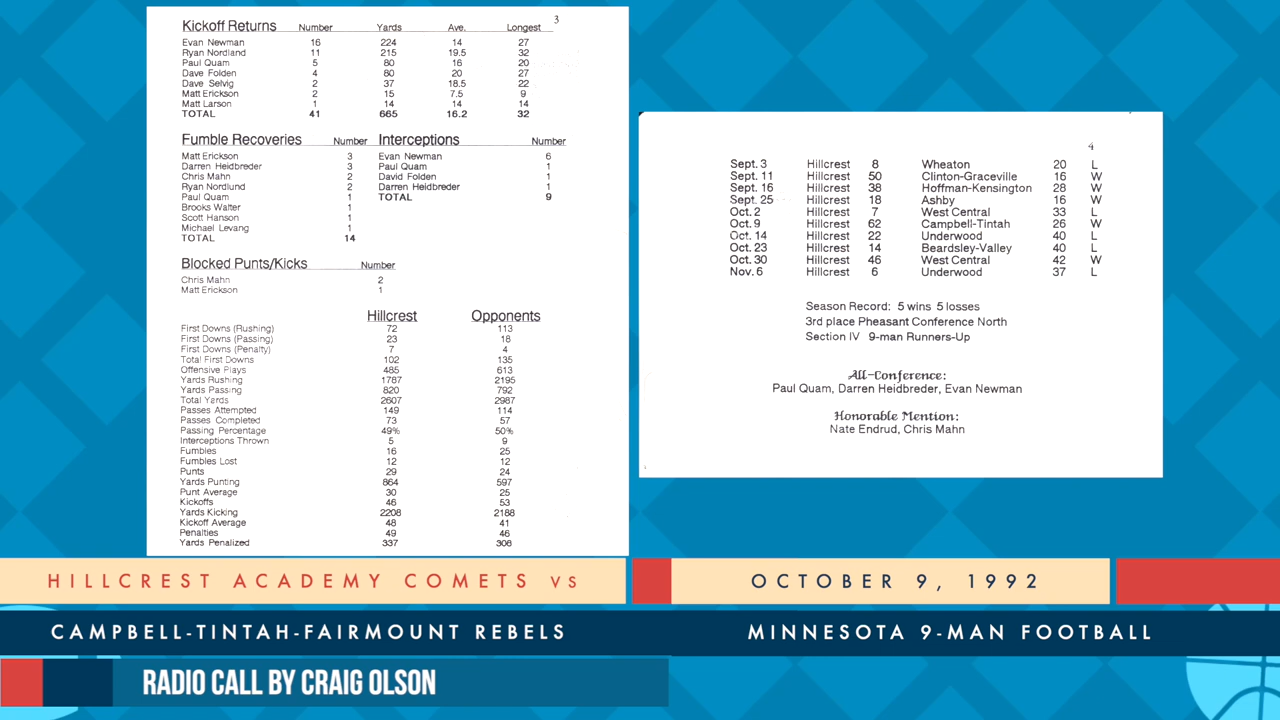 3
Kickoff Returns Number Yards Ave. Longest
Evan Newman 16 224 14 27
Ryan Nordland 11 215 19.5 32
Paul Quam 5 80 16 20
Dave Folden 4 80 20 27
Dave Selvig 2 37 18.5 22
Matt Erickson 2 15 7.5 9
Matt Larson 1 14 14 14
TOTAL 41 665 16.2 32
Fumble Recoveries Number Interceptions Number
Matt Erickson 3 Evan Newman 6
Darren Heidbreder 3 Paul Quam 1
Chris Mahn 2 David Folden 1
Ryan Nordlund 2 Darren Heidbreder 1
Paul Quam 1 TOTAL 9
Brooks Walter 1
Scott Hanson 1
Michael Levang 1
TOTAL 14
Blocked Punts/Kicks Number
Chris Mahn 2
Matt Erickson 1
Hillcrest Opponents
First Downs (Rushing) 72 113
First Downs (Passing) 23 18
First Downs (Penalty) 7 4
Total First Downs 102 135
Offensive Plays 485 613
Yards Rushing 1787 2195
Yards Passing 820 792
Total Yards 2607 2987
Passes Attempted 149 114
Passes Completed 73 57
Passing Percentage 49% 50%
Interceptions Thrown 5 9
Fumbles 16 25
Fumbles Lost 12 12
Punts 29 24
Yards Punting 864 597
Punt Average 30 25
Kickoffs 46 53
Yards Kicking 2208 2188
Kickoff Average 48 41
Penalties 49 46
Yards Penalized 337 306
4
Sept. 3 Hillcrest 8 Wheaton 20 L
Sept. 11 Hillcrest 50 Clinton-Graceville 16 W
Sept. 16 Hillcrest 38 Hoffman-Kensington 28 W
Sept. 25 Hillcrest 18 Ashby 16 W
Oct. 2 Hillcrest 7 West Central 33 L
Oct. 9 Hillcrest 62 Campbell-Tintah 26 W
Oct. 14 Hillcrest 22 Underwood 40 L
Oct. 23 Hillcrest 14 Beardsley-Valley 40 L
Oct. 30 Hillcrest 46 West Central 42 W
Nov. 6 Hillcrest 6 Underwood 37 L
Season Record: 5 wins 5 losses
3rd place Pheasant Conference North
Section IV 9-man Runners-Up
All-Conference:
Paul Quam, Darren Heidbreder, Evan Newman
Honorable Mention:
Nate Endrud, Chris Mahn
HILLCREST ACADEMY COMETS VS
OCTOBER 9, 1992
CAMPBELL-TINTAH-FAIRMOUNT REBELS
MINNESOTA 9-MAN FOOTBALL
RADIO CALL BY CRAIG OLSON